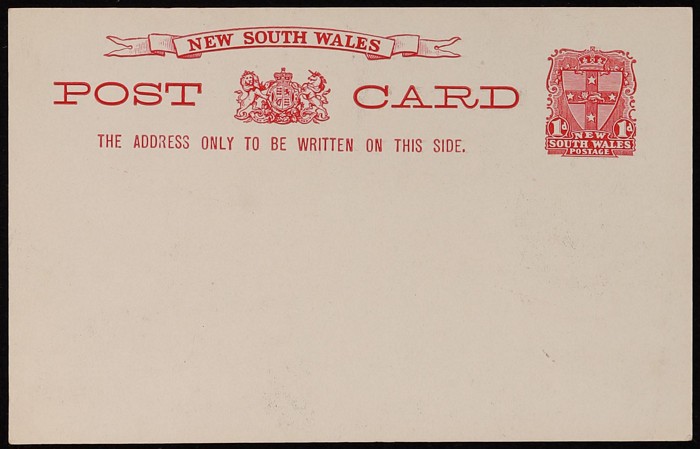 NEW SOUTH WALES
POST CARD
THE ADDRESS ONLY TO BE WRITTEN ON THIS SIDE.
1d 1d
NEW
SOUTH WALES
POSTAGE